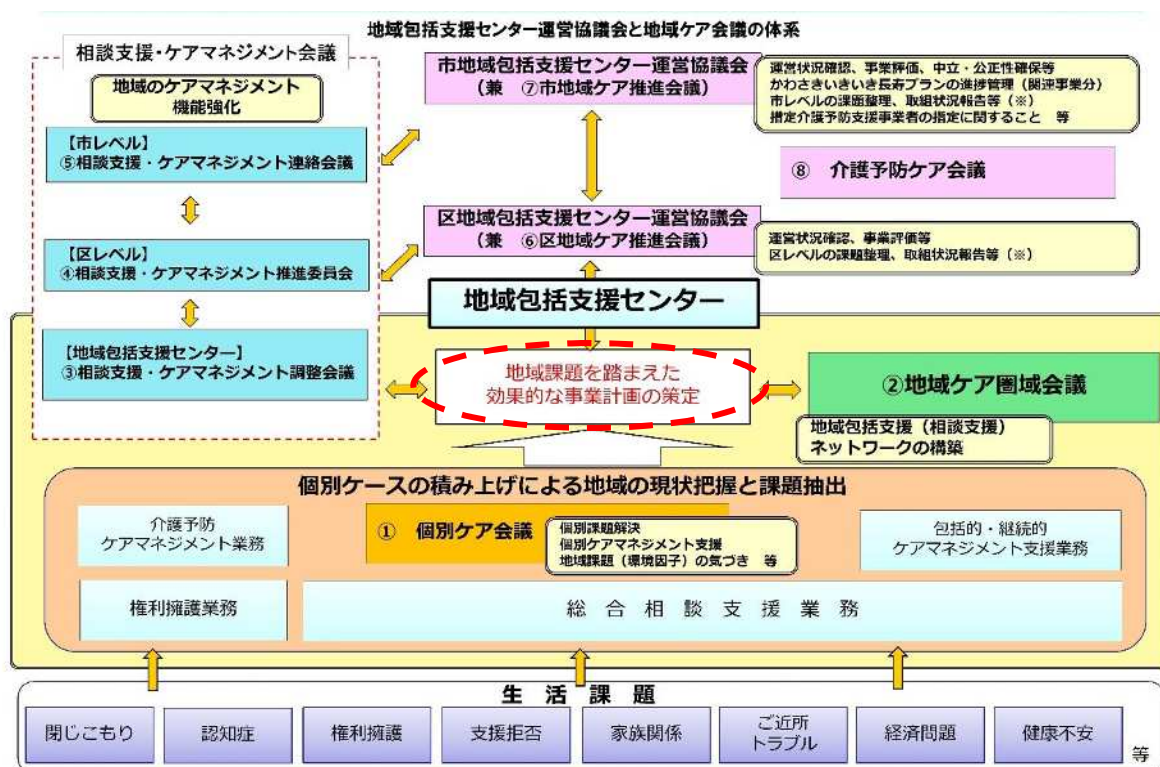 地域包括支援センター運営協議会と地域ケア会議の体系
相談支援・ケアマネジメント会議
地域のケアマネジメント
機能強化
【市レベル】
⑤相談支援・ケアマネジメント連絡会議
【区レベル】
④相談支援・ケアマネジメント推進委員会
【地域包括支援センター】
③相談支援・ケアマネジメント調整会議
市地域包括支援センター運営協議会
(兼 ⑦市地域ケア推進会議)
運営状況確認、事業評価、中立・公正性確保等
かわさきいきいき長寿プランの進捗管理(関連事業分)
市レベルの課題整理、取組状況報告等(※)
指定介護予防支援事業者の指定に関すること 等
⑧ 介護予防ケア会議
区地域包括支援センター運営協議会
(兼 ⑥区地域ケア推進会議)
運営状況確認、事業評価等
区レベルの課題整理、取組状況報告等(※)
地域包括支援センター
地域課題を踏まえた
効果的な事業計画の策定
②地域ケア圏域会議
地域包括支援(相談支援)
ネットワークの構築
個別ケースの積み上げによる地域の現状把握と課題抽出
介護予防
ケアマネジメント業務
① 個別ケア会議
個別課題解決
個別ケアマネジメント支援
地域課題(環境因子)の気づき 等
包括的・継続的
ケアマネジメント支援業務
権利擁護業務
総合相談支援業務
生活課題
閉じこもり
認知症
権利擁護
支援拒否
家族関係
ご近所
トラブル
経済問題
健康不安
等